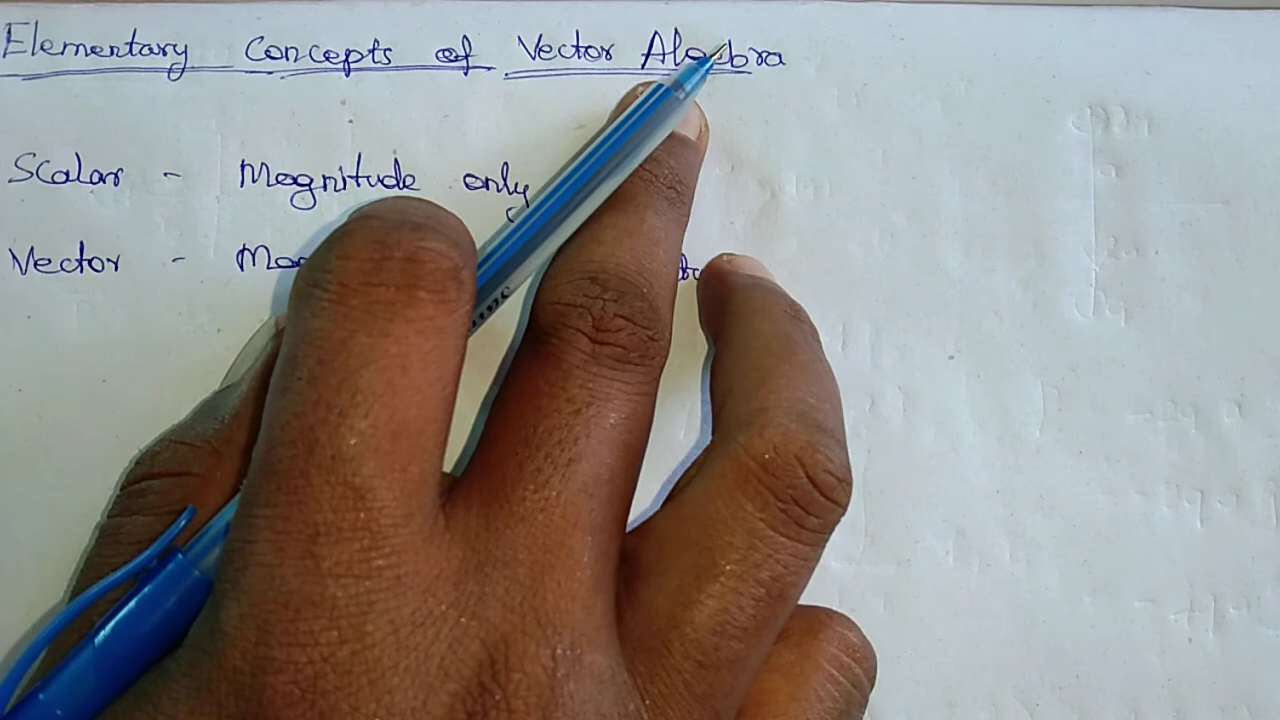 Elementary Concepts of Vector Algebra
Scalar - Magnitude only
Vector -